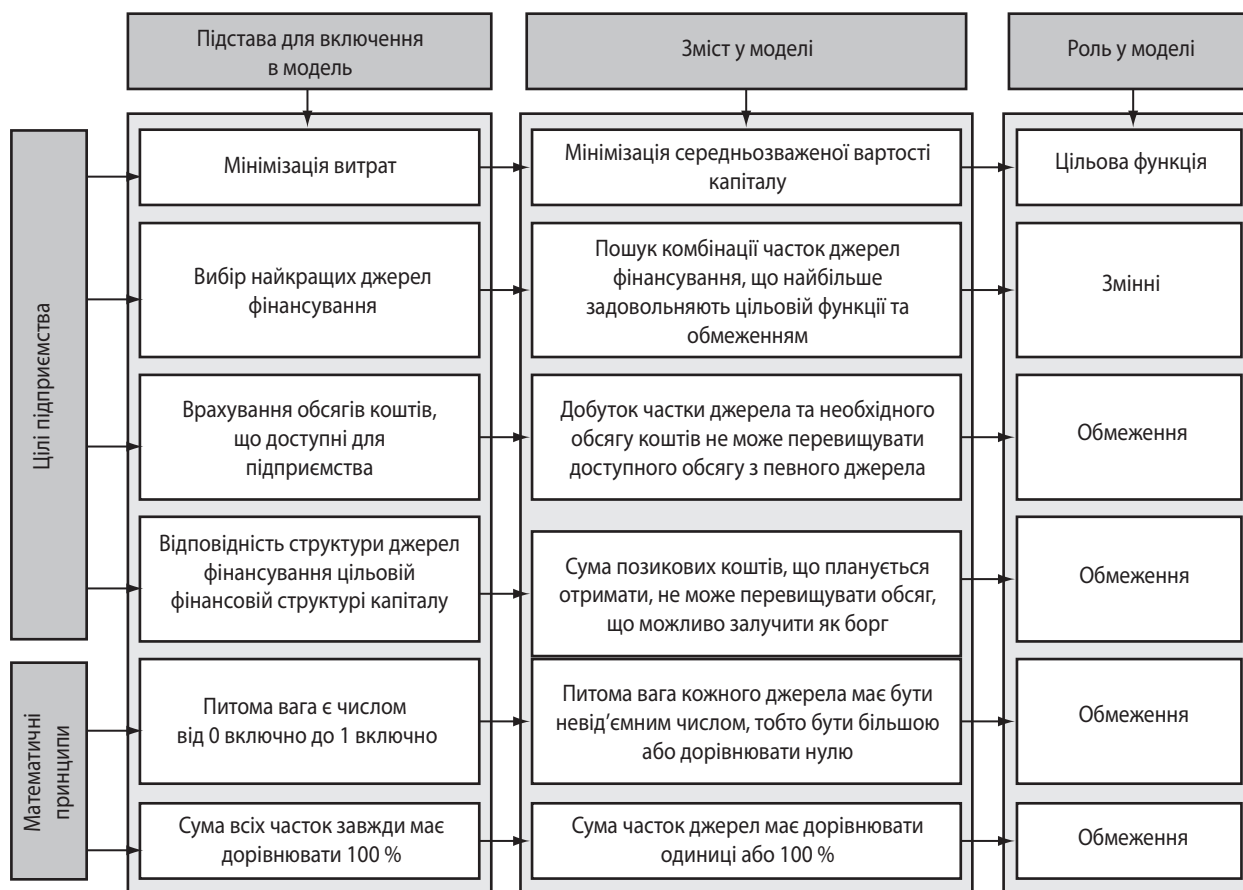 Підстава для включення
в модель
Зміст у моделі
Роль у моделі
Цілі підприємства
Мінімізація витрат
Мінімізація середньозваженої вартості
капіталу
Цільова функція
Вибір найкращих джерел
фінансування
Пошук комбінації часток джерел
фінансування, що найбільше
задовольняють цільовій функції та
обмеженням
Змінні
Врахування обсягів коштів,
що доступні для
підприємства
Добуток частки джерела та необхідного
обсягу коштів не може перевищувати
доступного обсягу з певного джерела
Обмеження
Відповідність структури джерел
фінансування цільовій
фінансовій структурі капіталу
Сума позикових коштів, що планується
отримати, не може перевищувати обсяг,
що можливо залучити як борг
Обмеження
Математичні
принципи
Питома вага є числом
від 0 включно до 1 включно
Питома вага кожного джерела має бути
невід’ємним числом, тобто бути більшою
або дорівнювати нулю
Обмеження
Сума всіх часток завжди має
дорівнювати 100 %
Сума часток джерел має дорівнювати
одиниці або 100 %
Обмеження